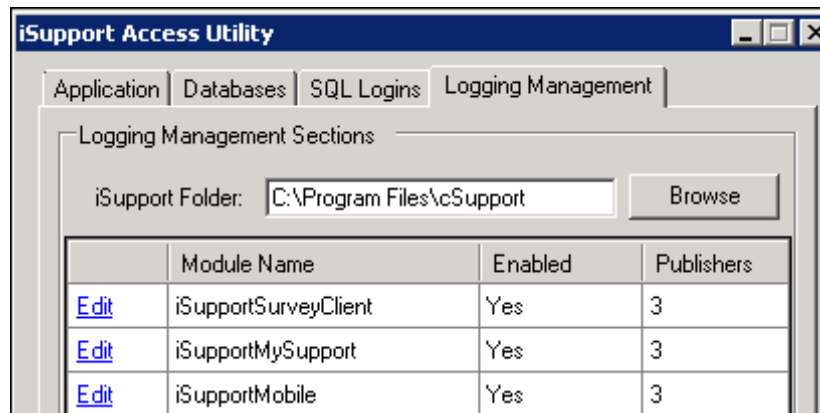 iSupport Access Utility
Application Databases SQL Logins Logging Management
Logging Management Sections
iSupport Folder: C:\Program Files\cSupport Browse
Module Name Enabled Publishers
Edit iSupportSurveyClient Yes 3
Edit iSupportMySupport Yes 3
Edit iSupportMobile Yes 3